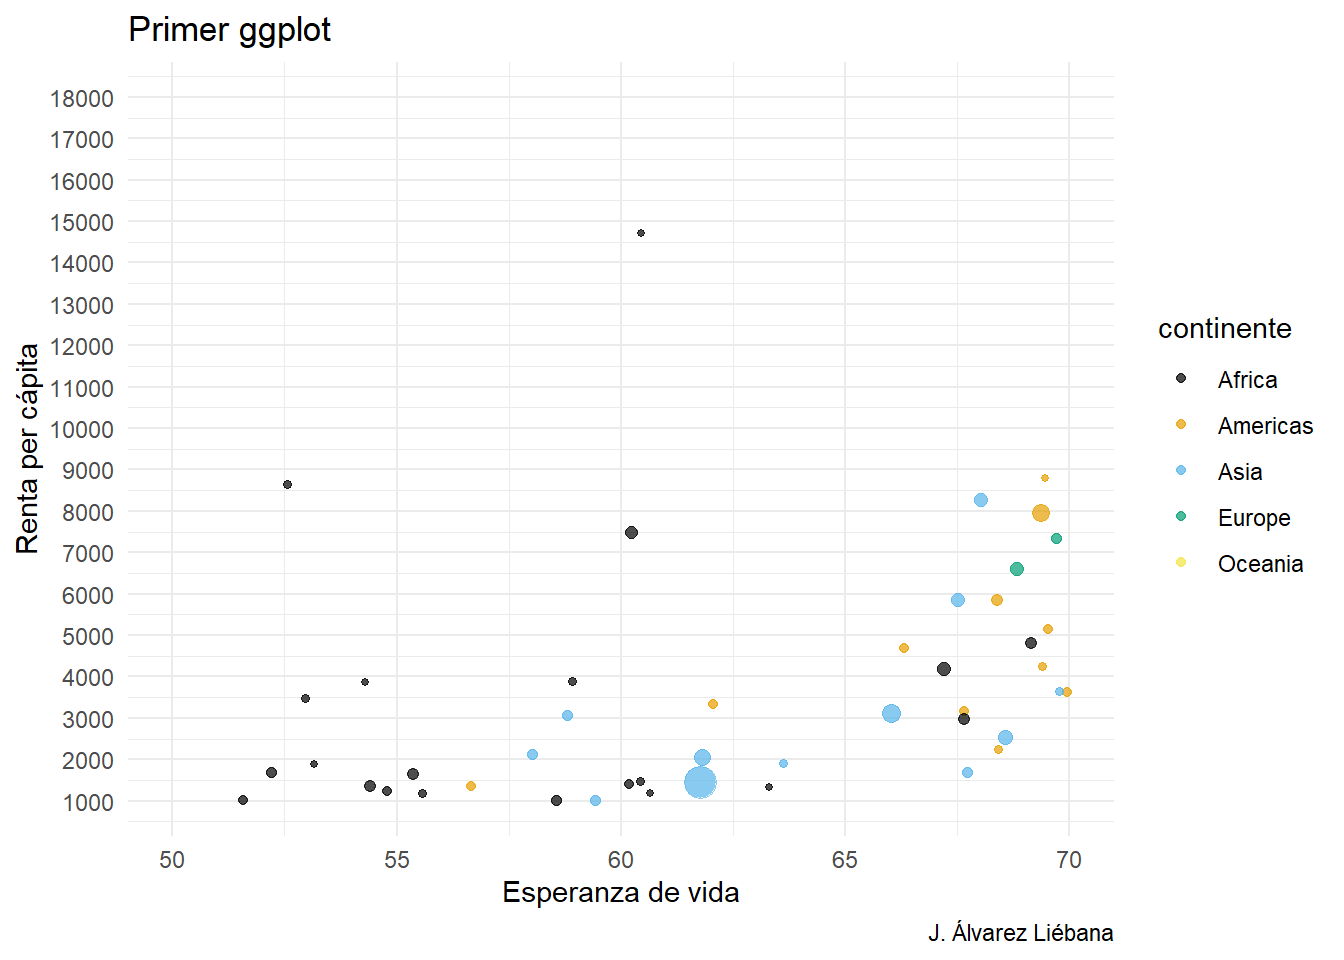 Primer ggplot
18000
17000
16000
15000
14000
13000
12000
11000
10000
9000
8000
7000
6000
5000
4000
3000
2000
1000
Renta per cápita
50 55 60 65 70
Esperanza de vida
continente
Africa
Americas
Asia
Europe
Oceania
J. Álvarez Liébana